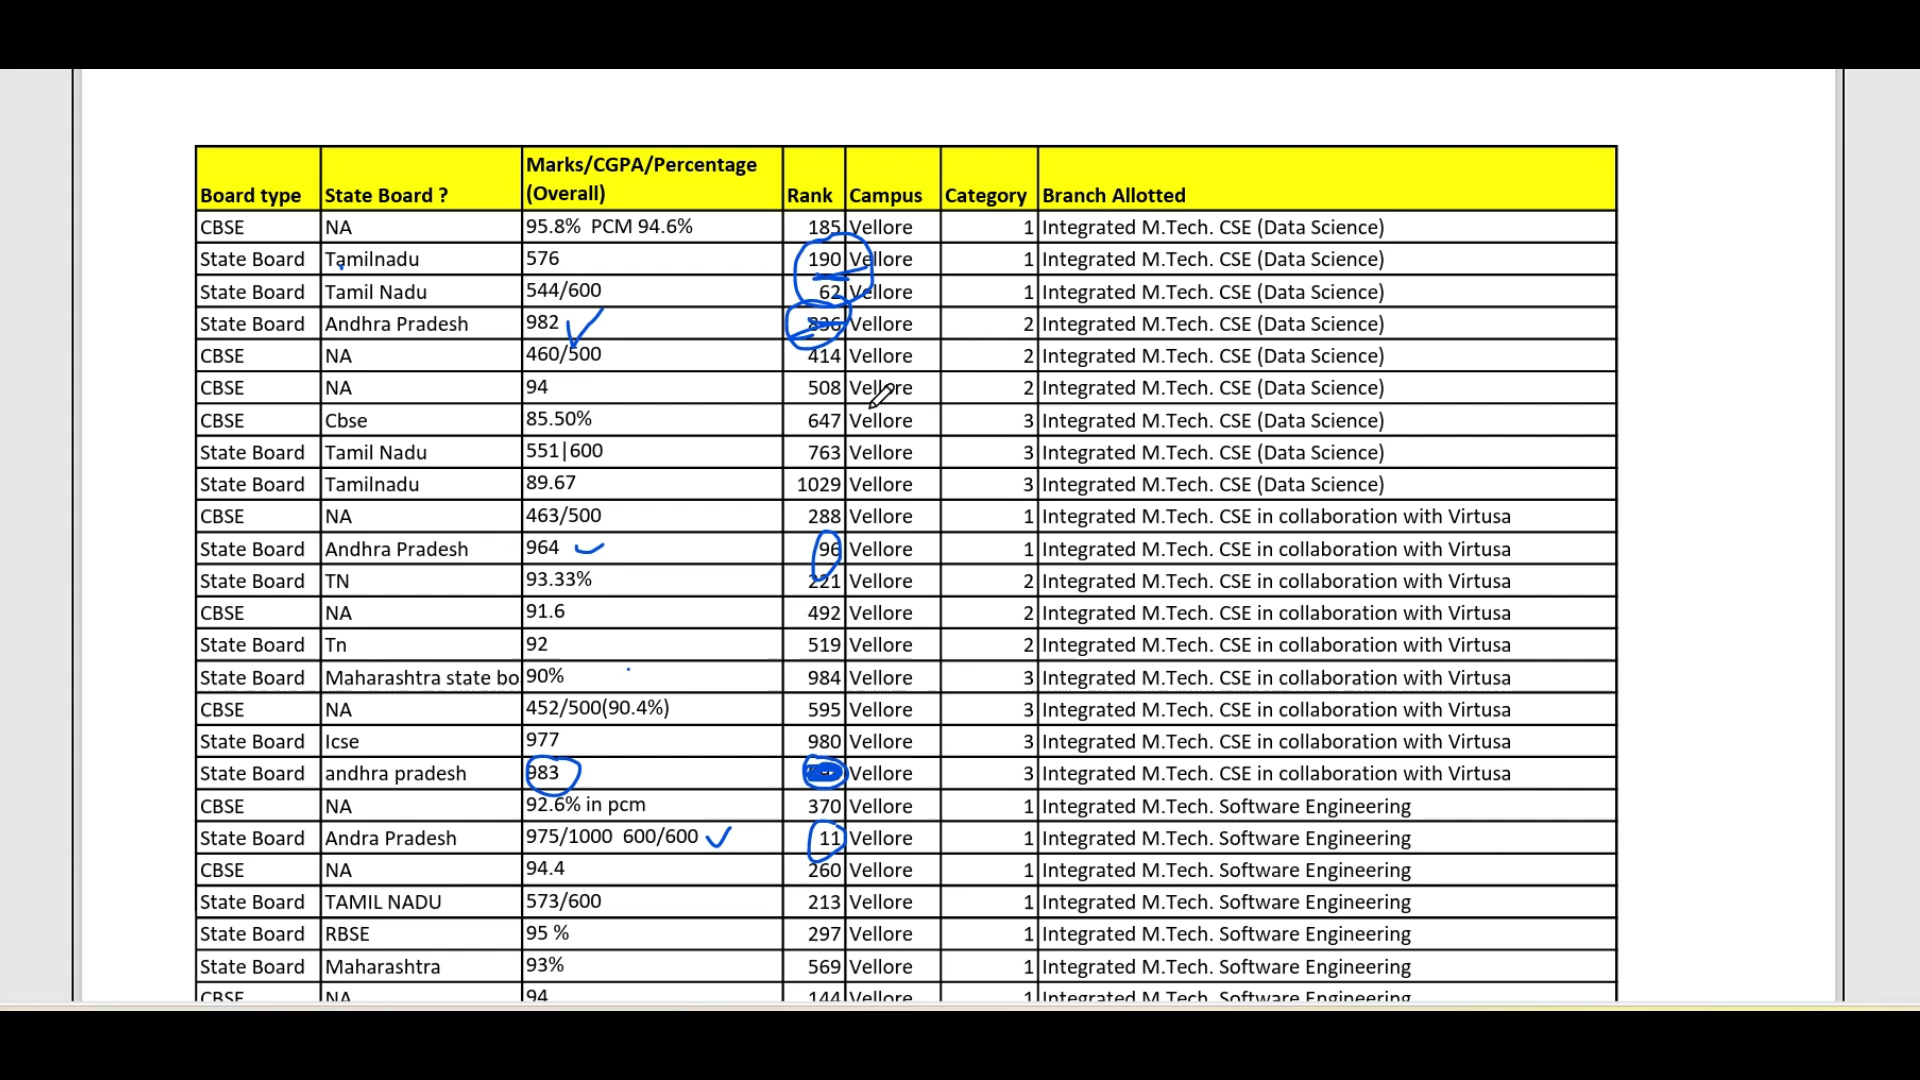 Board type State Board ? Marks/CGPA/Percentage (Overall) Rank Campus Category Branch Allotted
CBSE NA 95.8% PCM 94.6% 185 Vellore 1 Integrated M.Tech. CSE (Data Science)
State Board Tamilnadu 576 190 Vellore 1 Integrated M.Tech. CSE (Data Science)
State Board Tamil Nadu 544/600 62 Vellore 1 Integrated M.Tech. CSE (Data Science)
State Board Andhra Pradesh 982 Vellore 2 Integrated M.Tech. CSE (Data Science)
CBSE NA 460/500 414 Vellore 2 Integrated M.Tech. CSE (Data Science)
CBSE NA 94 508 Vellore 2 Integrated M.Tech. CSE (Data Science)
CBSE Cbse 85.50% 647 Vellore 3 Integrated M.Tech. CSE (Data Science)
State Board Tamil Nadu 551|600 763 Vellore 3 Integrated M.Tech. CSE (Data Science)
State Board Tamilnadu 89.67 1029 Vellore 3 Integrated M.Tech. CSE (Data Science)
CBSE NA 463/500 288 Vellore 1 Integrated M.Tech. CSE in collaboration with Virtusa
State Board Andhra Pradesh 964 96 Vellore 1 Integrated M.Tech. CSE in collaboration with Virtusa
State Board TN 93.33% 221 Vellore 2 Integrated M.Tech. CSE in collaboration with Virtusa
CBSE NA 91.6 492 Vellore 2 Integrated M.Tech. CSE in collaboration with Virtusa
State Board Tn 92 519 Vellore 2 Integrated M.Tech. CSE in collaboration with Virtusa
State Board Maharashtra state bo 90% 984 Vellore 3 Integrated M.Tech. CSE in collaboration with Virtusa
CBSE NA 452/500(90.4%) 595 Vellore 3 Integrated M.Tech. CSE in collaboration with Virtusa
State Board Icse 977 980 Vellore 3 Integrated M.Tech. CSE in collaboration with Virtusa
State Board andhra pradesh 983 Vellore 3 Integrated M.Tech. CSE in collaboration with Virtusa
CBSE NA 92.6% in pcm 370 Vellore 1 Integrated M.Tech. Software Engineering
State Board Andra Pradesh 975/1000 600/600 11 Vellore 1 Integrated M.Tech. Software Engineering
CBSE NA 94.4 260 Vellore 1 Integrated M.Tech. Software Engineering
State Board TAMIL NADU 573/600 213 Vellore 1 Integrated M.Tech. Software Engineering
State Board RBSE 95 % 297 Vellore 1 Integrated M.Tech. Software Engineering
State Board Maharashtra 93% 569 Vellore 1 Integrated M.Tech. Software Engineering
CBSE NA 94 144 Vellore 1 Integrated M.Tech. Software Engineering